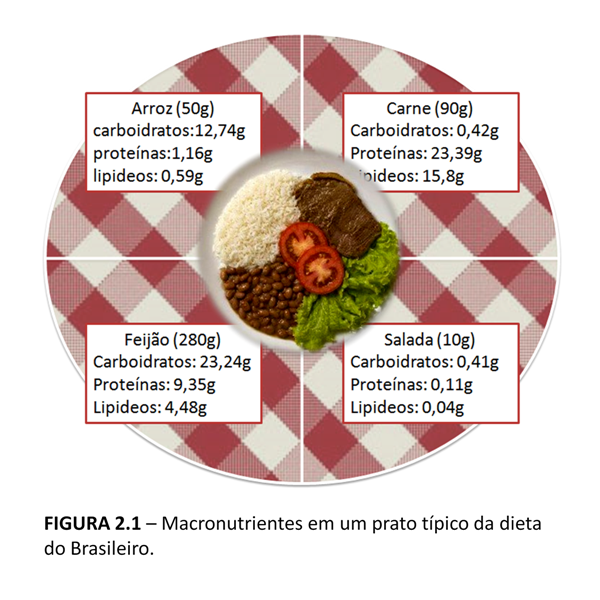 Arroz (50g)
carboidratos:12,74g
proteínas:1,16g
lipideos: 0,59g
Carne (90g)
Carboidratos: 0,42g
Proteínas: 23,39g
lipideos: 15,8g
Feijão (280g)
Carboidratos: 23,24g
Proteínas: 9,35g
Lipideos: 4,48g
Salada (10g)
Carboidratos: 0,41g
Proteínas: 0,11g
Lipideos: 0,04g
FIGURA 2.1 – Macronutrientes em um prato típico da dieta
do Brasileiro.